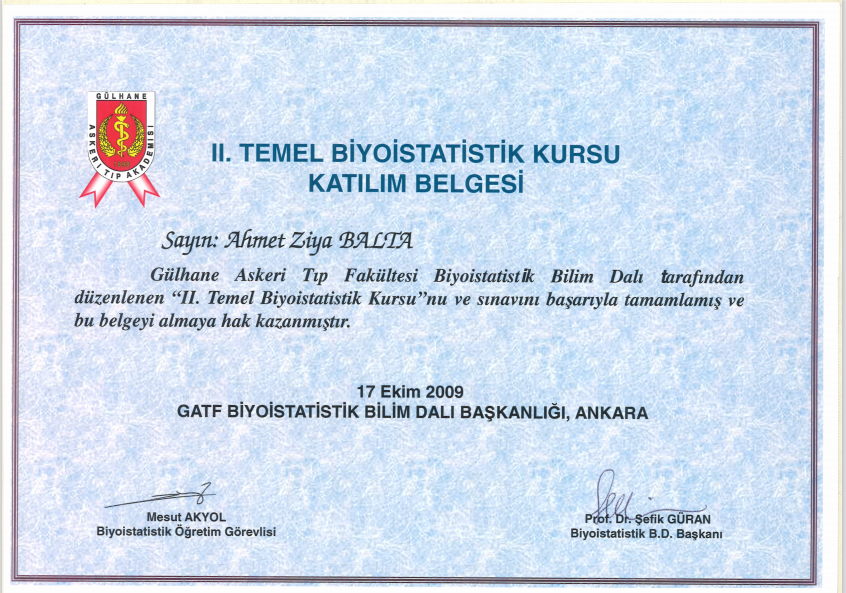 GÜLHANE
ASKERİ TIP AKADEMİSİ
II. TEMEL BİYOİSTATİSTİK KURSU
KATILIM BELGESİ
Sayın: Ahmet Ziya BALTA
Gülhane Askeri Tıp Fakültesi Biyoistatistik Bilim Dalı tarafından
düzenlenen “II. Temel Biyoistatistik Kursu”nu ve sınavını başarıyla tamamlamış ve
bu belgeyi almaya hak kazanmıştır.
17 Ekim 2009
GATF BİYOİSTATİSTİK BİLİM DALI BAŞKANLIĞI, ANKARA
Mesut AKYOL
Biyoistatistik Öğretim Görevlisi
Prof. Dr. Şefik GÜRAN
Biyoistatistik B.D. Başkanı